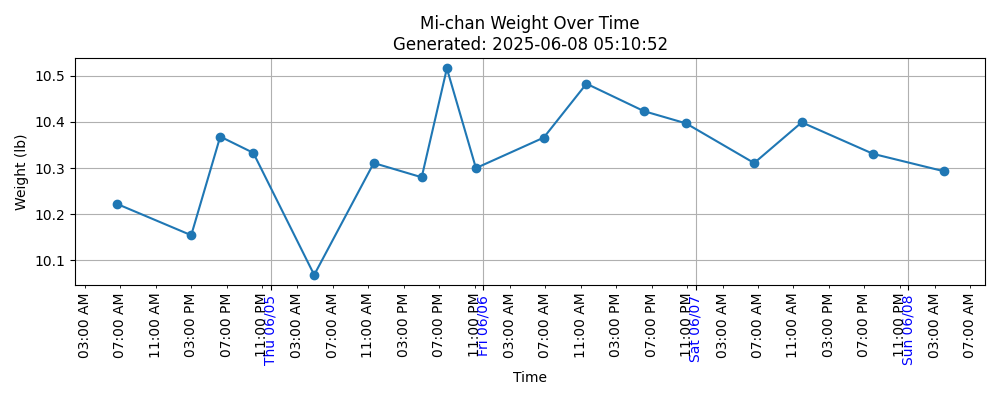 Mi-chan Weight Over Time
Generated: 2025-06-08 05:10:52
Weight (lb)
10.5
10.4
10.3
10.2
10.1
03:00 AM
07:00 AM
11:00 AM
03:00 PM
07:00 PM
11:00 PM
Thu 06/05
03:00 AM
07:00 AM
11:00 AM
03:00 PM
07:00 PM
11:00 PM
Fri 06/06
03:00 AM
07:00 AM
11:00 AM
03:00 PM
07:00 PM
11:00 PM
Sat 06/07
03:00 AM
07:00 AM
11:00 AM
03:00 PM
07:00 PM
11:00 PM
Sun 06/08
03:00 AM
07:00 AM
Time